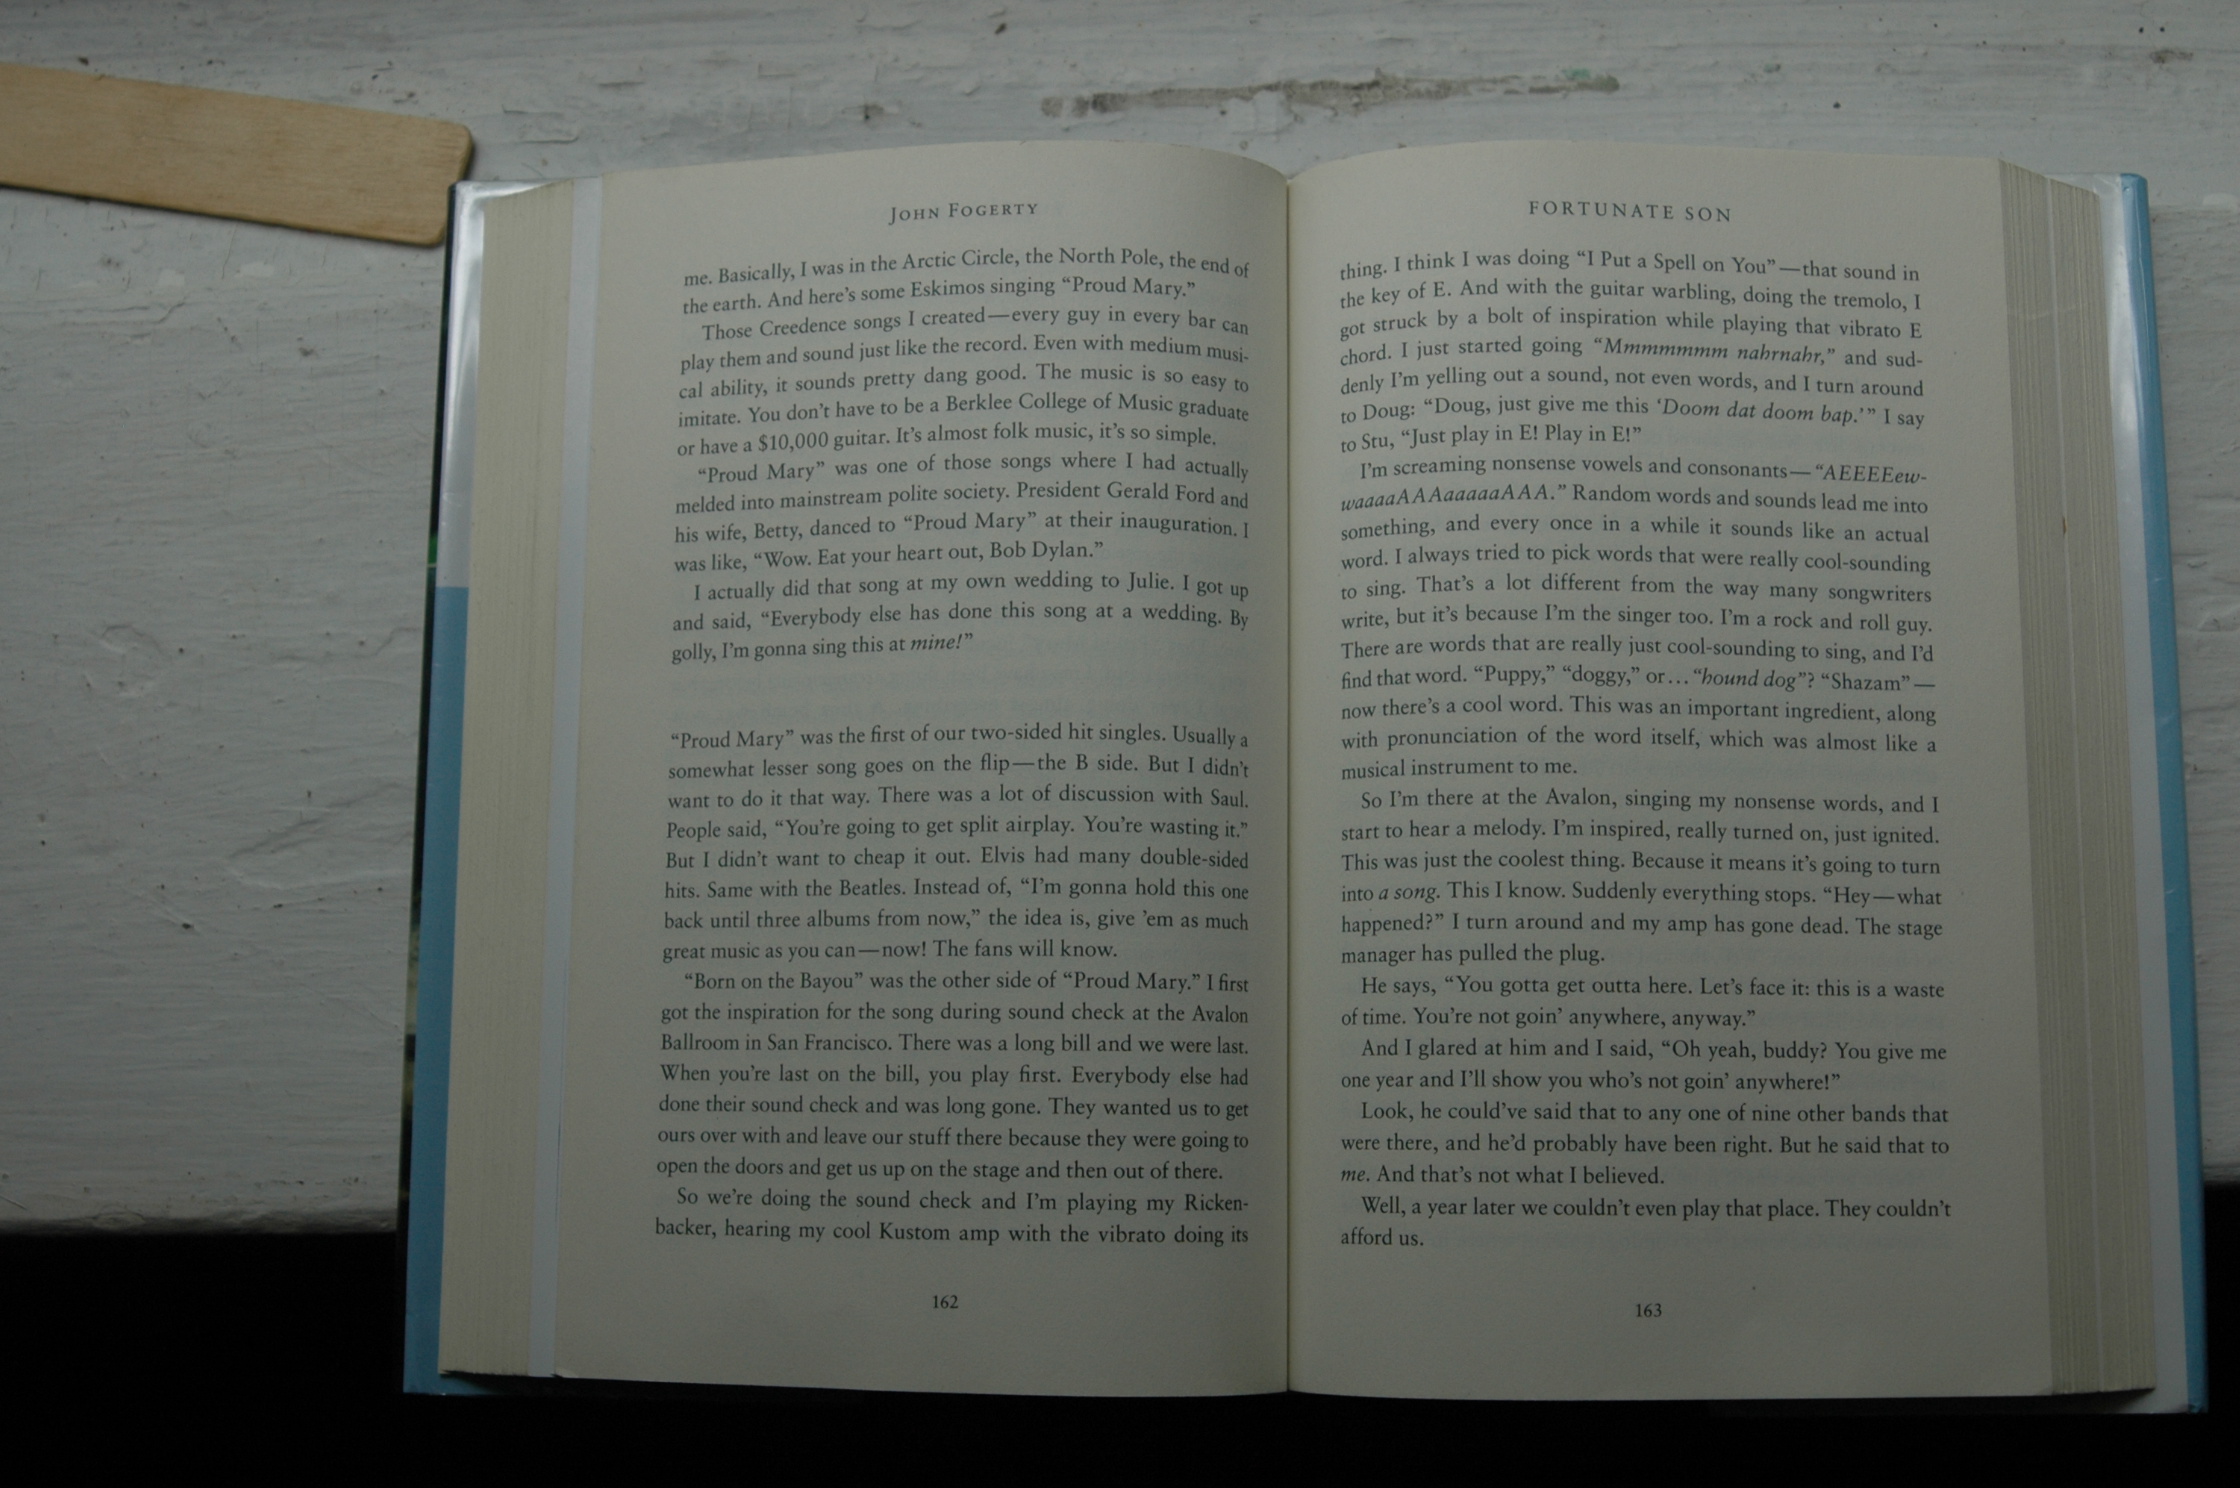 JOHN FOGERTY
me. Basically, I was in the Arctic Circle, the North Pole, the end of
the earth. And here's some Eskimos singing “Proud Mary.”
Those Creedence songs I created—every guy in every bar can
play them and sound just like the record. Even with medium musi-
cal ability, it sounds pretty dang good. The music is so easy to
imitate. You don't have to be a Berklee College of Music graduate
or have a $10,000 guitar. It's almost folk music, it's so simple.
“Proud Mary” was one of those songs where I had actually
melded into mainstream polite society. President Gerald Ford and
his wife, Betty, danced to “Proud Mary” at their inauguration. I
was like, “Wow. Eat your heart out, Bob Dylan.”
I actually did that song at my own wedding to Julie. I got up
and said, “Everybody else has done this song at a wedding. By
golly, I'm gonna sing this at mine!”
“Proud Mary” was the first of our two-sided hit singles. Usually a
somewhat lesser song goes on the flip—the B side. But I didn't
want to do it that way. There was a lot of discussion with Saul.
People said, “You're going to get split airplay. You're wasting it.”
But I didn't want to cheap it out. Elvis had many double-sided
hits. Same with the Beatles. Instead of, “I'm gonna hold this one
back until three albums from now,” the idea is, give 'em as much
great music as you can—now! The fans will know.
“Born on the Bayou” was the other side of “Proud Mary.” I first
got the inspiration for the song during sound check at the Avalon
Ballroom in San Francisco. There was a long bill and we were last.
When you're last on the bill, you play first. Everybody else had
done their sound check and was long gone. They wanted us to get
ours over with and leave our stuff there because they were going to
open the doors and get us up on the stage and then out of there.
So we're doing the sound check and I'm playing my Ricken-
backer, hearing my cool Kustom amp with the vibrato doing its
162
FORTUNATE SON
thing. I think I was doing “I Put a Spell on You”—that sound in
the key of E. And with the guitar warbling, doing the tremolo, I
got struck by a bolt of inspiration while playing that vibrato E
chord. I just started going “Mmmmmmm nahrnahr,” and sud-
denly I'm yelling out a sound, not even words, and I turn around
to Doug: “Doug, just give me this ‘Doom dat doom bap.’” I say
to Stu, “Just play in E! Play in E!”
I'm screaming nonsense vowels and consonants—“AEEEEew-
waaaaAAAaaaaaAAA.” Random words and sounds lead me into
something, and every once in a while it sounds like an actual
word. I always tried to pick words that were really cool-sounding
to sing. That's a lot different from the way many songwriters
write, but it's because I'm the singer too. I'm a rock and roll guy.
There are words that are really just cool-sounding to sing, and I'd
find that word. “Puppy,” “doggy,” or... “hound dog”? “Shazam”—
now there's a cool word. This was an important ingredient, along
with pronunciation of the word itself, which was almost like a
musical instrument to me.
So I'm there at the Avalon, singing my nonsense words, and I
start to hear a melody. I'm inspired, really turned on, just ignited.
This was just the coolest thing. Because it means it's going to turn
into a song. This I know. Suddenly everything stops. “Hey—what
happened?” I turn around and my amp has gone dead. The stage
manager has pulled the plug.
He says, “You gotta get outta here. Let's face it: this is a waste
of time. You're not goin' anywhere, anyway.”
And I glared at him and I said, “Oh yeah, buddy? You give me
one year and I'll show you who's not goin' anywhere!”
Look, he could've said that to any one of nine other bands that
were there, and he'd probably have been right. But he said that to
me. And that's not what I believed.
Well, a year later we couldn't even play that place. They couldn't
afford us.
163